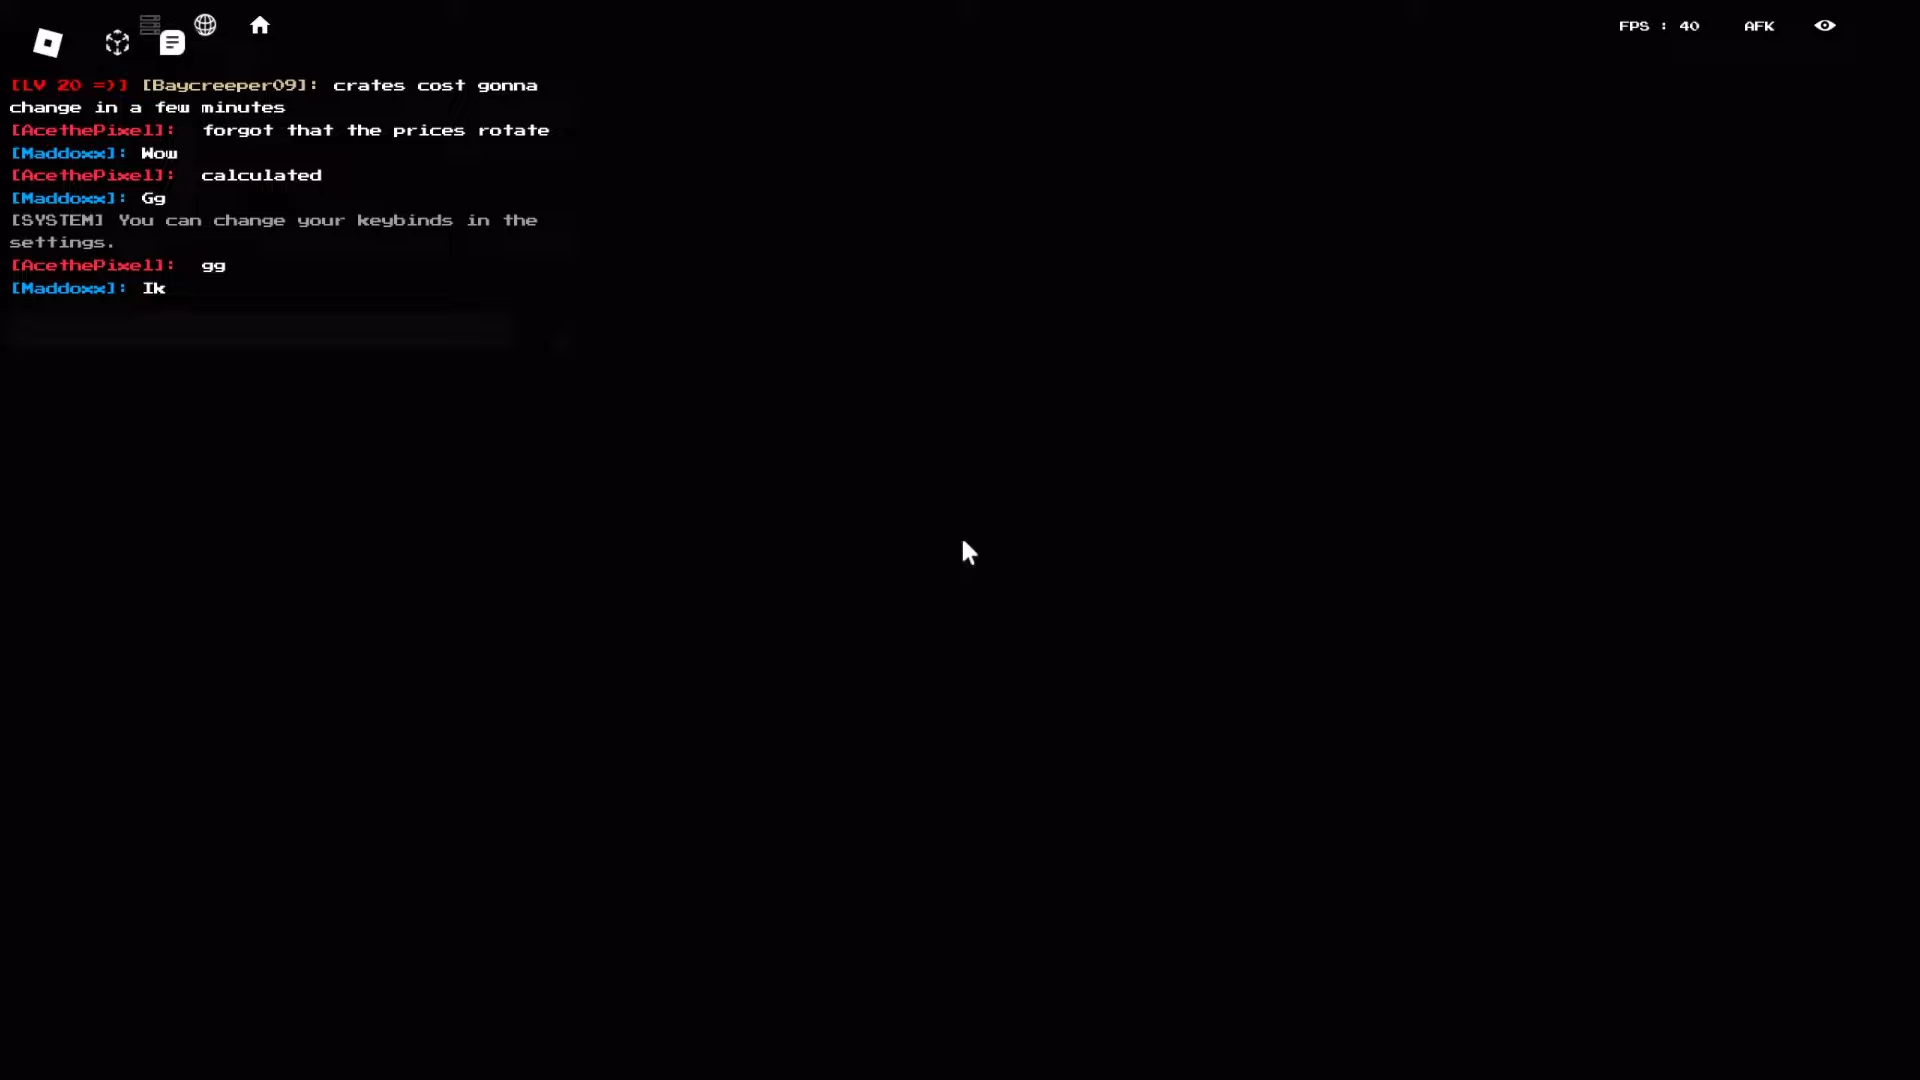 FPS : 40 AFK
[LV 20 =)] [Baycreeper09]: crates cost gonna
change in a few minutes
[AcethePixel]: forgot that the prices rotate
[Maddoxx]: Wow
[AcethePixel]: calculated
[Maddoxx]: Gg
[SYSTEM] You can change your keybinds in the
settings.
[AcethePixel]: gg
[Maddoxx]: Ik